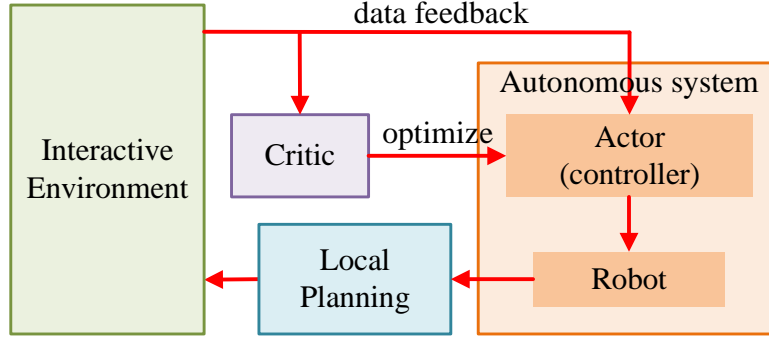 data feedback
Autonomous system
Interactive
Environment
Critic
optimize
Actor
(controller)
Local
Planning
Robot